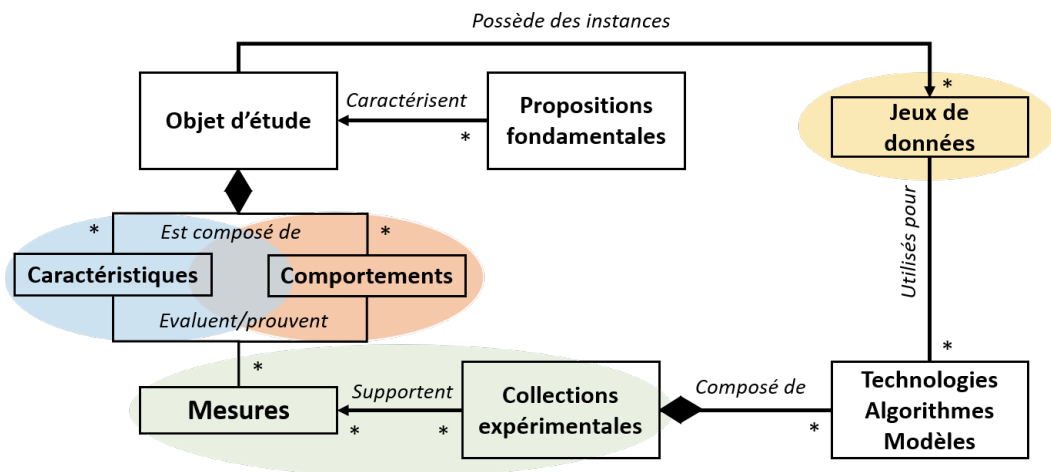 Possède des instances
*
Objet d'étude
Caractérisent
*
Propositions
fondamentales
Jeux de
données
*
Est composé de
*
Caractéristiques
Comportements
Utilisés pour
Evaluent/prouvent
*
*
Mesures
Supportent
*
*
Collections
expérimentales
Composé de
*
Technologies
Algorithmes
Modèles